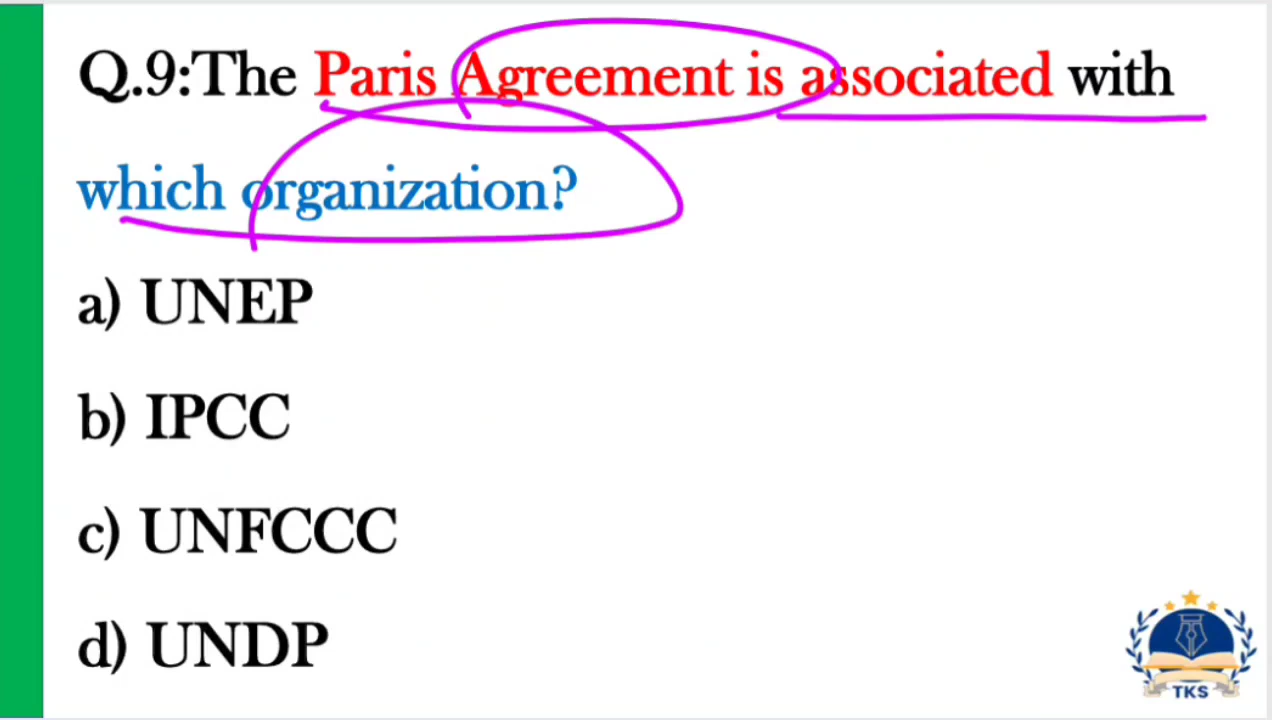 Q.9:The Paris Agreement is associated with
which organization?
a) UNEP
b) IPCC
c) UNFCCC
d) UNDP
TKS